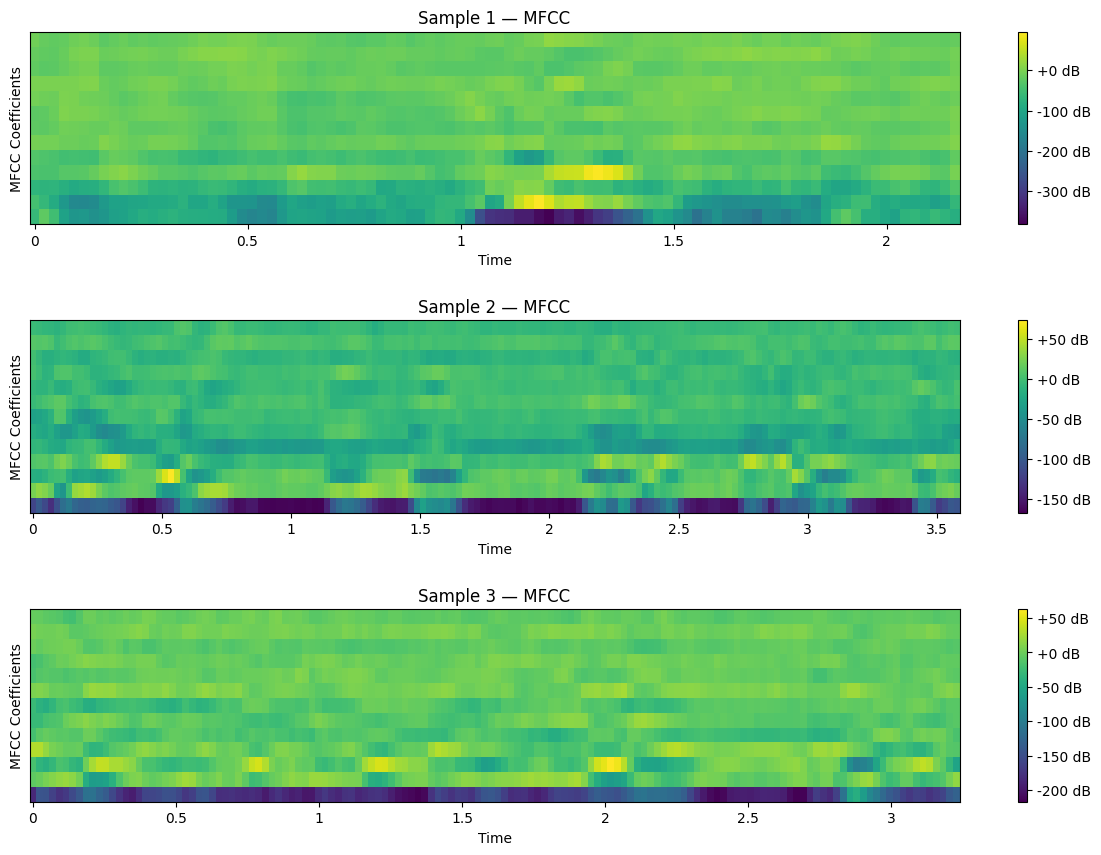 Sample 1 — MFCC
MFCC Coefficients
+0 dB
-100 dB
-200 dB
-300 dB
0 0.5 1 1.5 2
Time
Sample 2 — MFCC
MFCC Coefficients
+50 dB
+0 dB
-50 dB
-100 dB
-150 dB
0 0.5 1 1.5 2 2.5 3 3.5
Time
Sample 3 — MFCC
MFCC Coefficients
+50 dB
+0 dB
-50 dB
-100 dB
-150 dB
-200 dB
0 0.5 1 1.5 2 2.5 3
Time